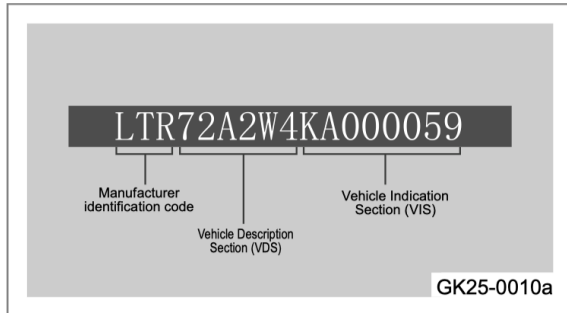 LTR72A2W4KA000059
Manufacturer
identification code
Vehicle Description
Section (VDS)
Vehicle Indication
Section (VIS)
GK25-0010a